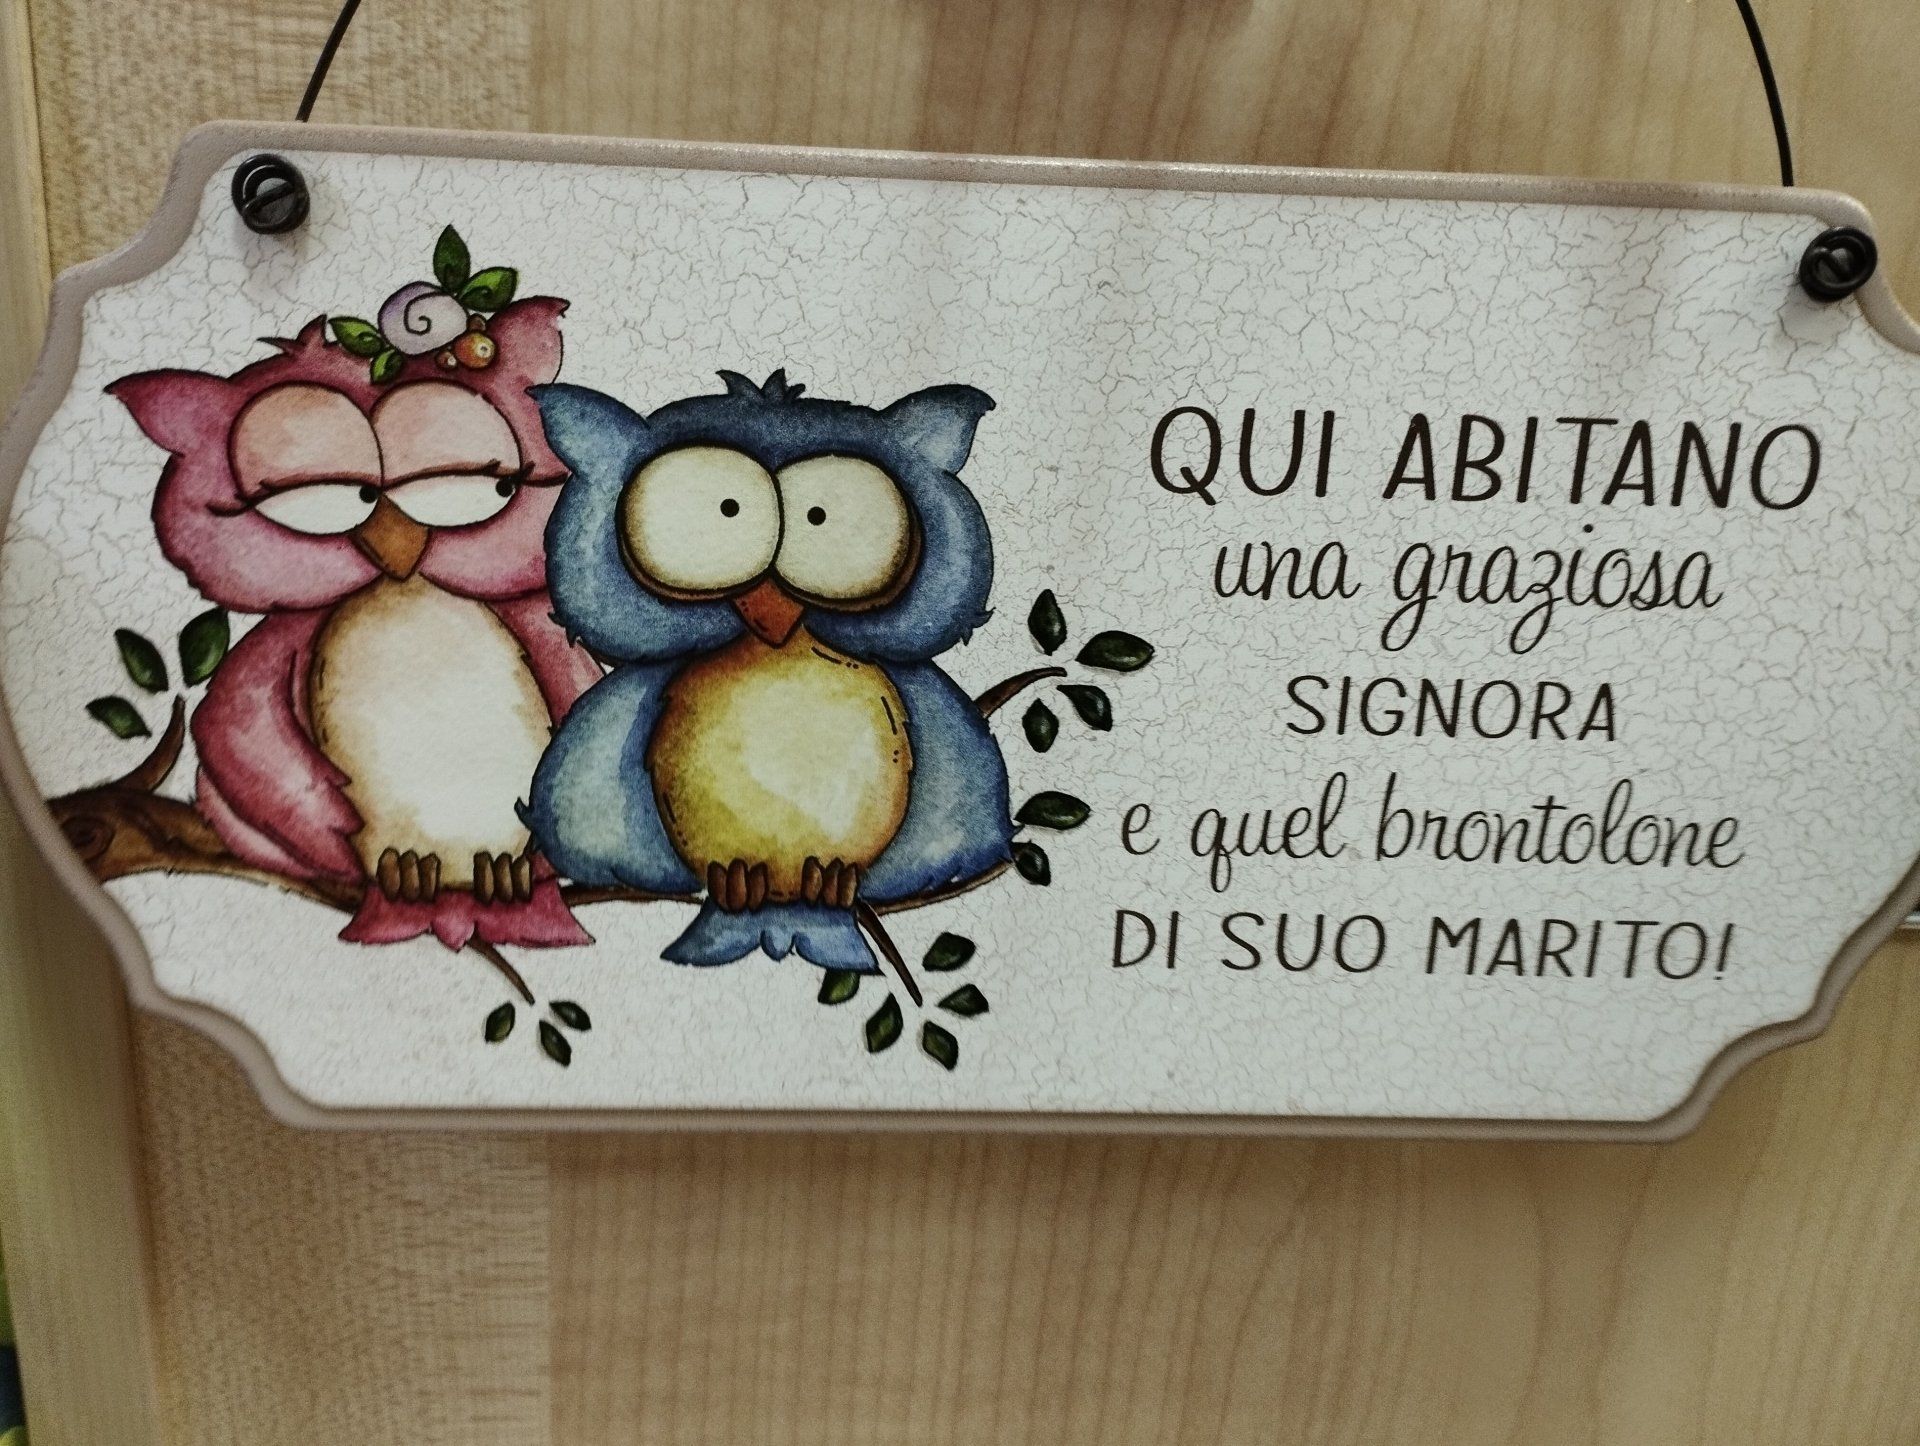 QUI ABITANO
una graziosa
SIGNORA
e quel brontolone
DI SUO MARITO!